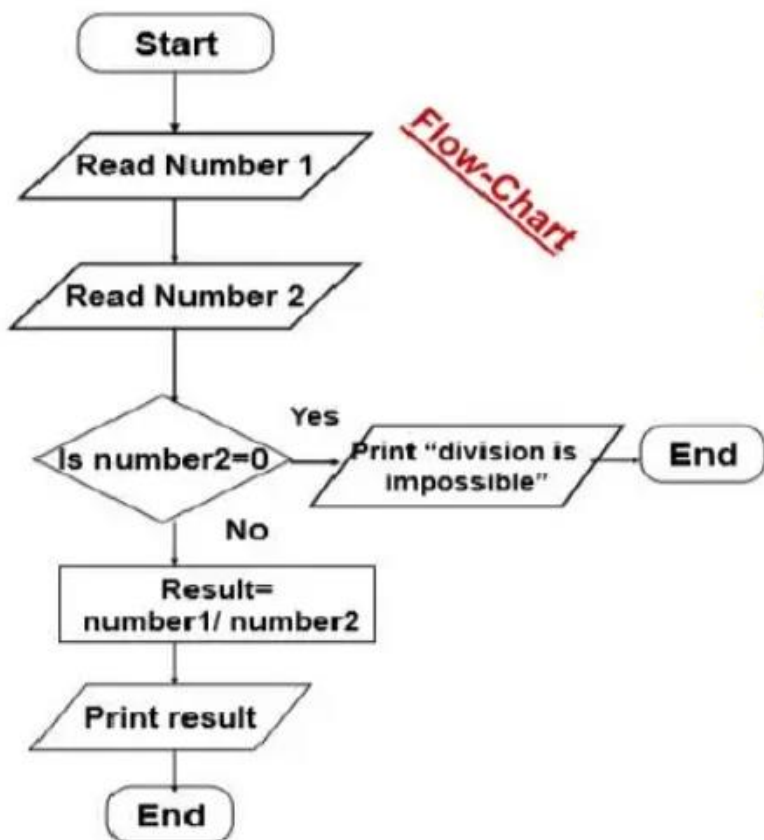 Start
Flow-Chart
Read Number 1
Read Number 2
Is number2=0
Yes
Print “division is
impossible”
End
No
Result=
number1/ number2
Print result
End